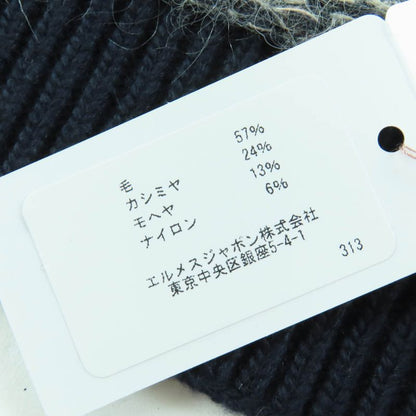 毛 57%
カシミヤ 24%
モヘヤ 13%
ナイロン 6%
エルメスジャポン株式会社
東京中央区銀座5-4-1
313